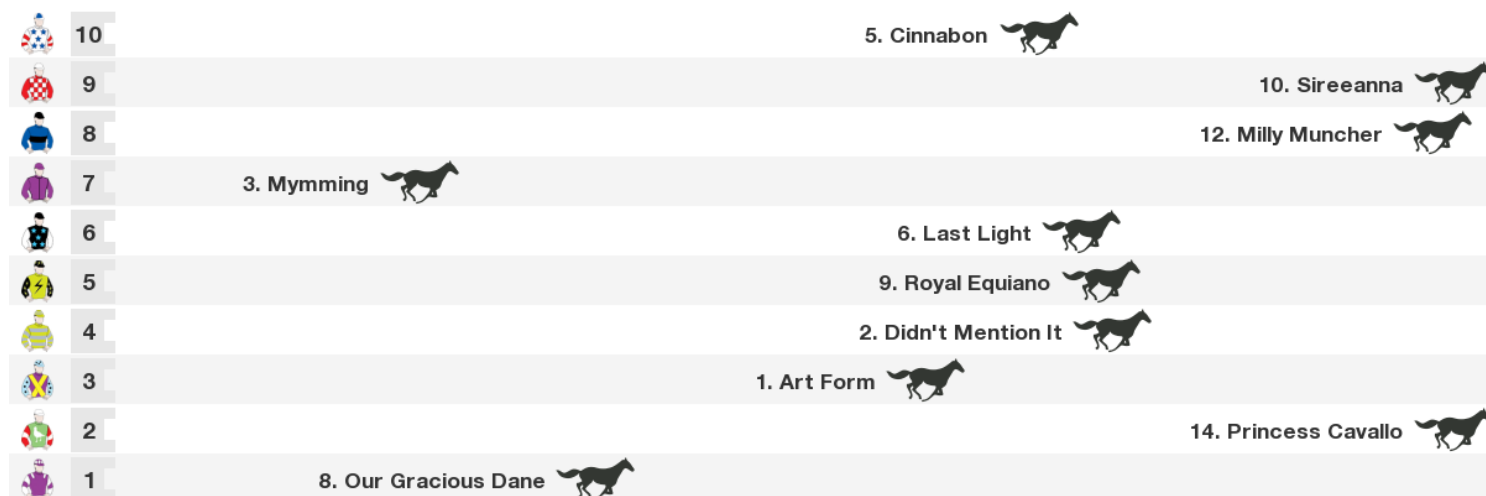 10 5. Cinnabon
9 10. Sireeanna
8 12. Milly Muncher
7 3. Mymming
6 6. Last Light
5 9. Royal Equiano
4 2. Didn't Mention It
3 1. Art Form
2 14. Princess Cavallo
1 8. Our Gracious Dane